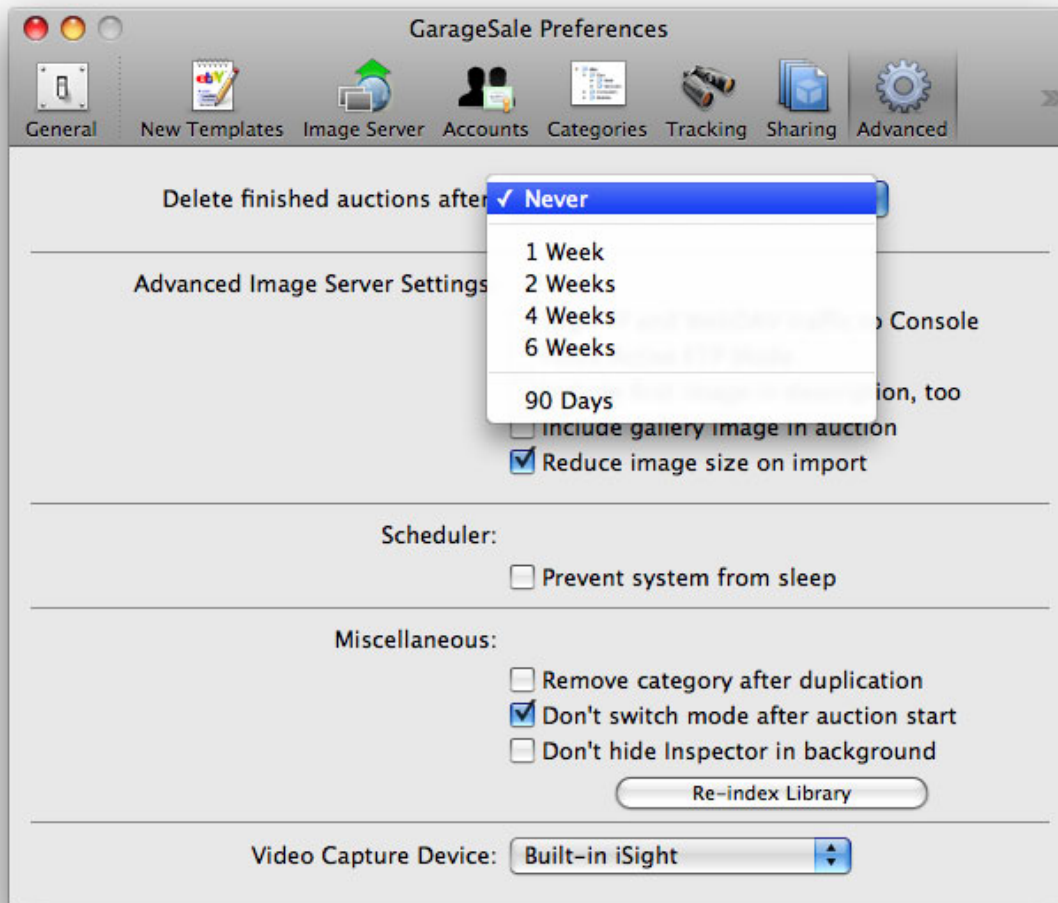 GarageSale Preferences
General New Templates Image Server Accounts Categories Tracking Sharing Advanced
Delete finished auctions after ✓ Never
1 Week
2 Weeks
4 Weeks
6 Weeks
90 Days
Advanced Image Server Settings
Console
ion, too
Include gallery image in auction
Reduce image size on import
Scheduler:
Prevent system from sleep
Miscellaneous:
Remove category after duplication
Don't switch mode after auction start
Don't hide Inspector in background
Re-index Library
Video Capture Device: Built-in iSight